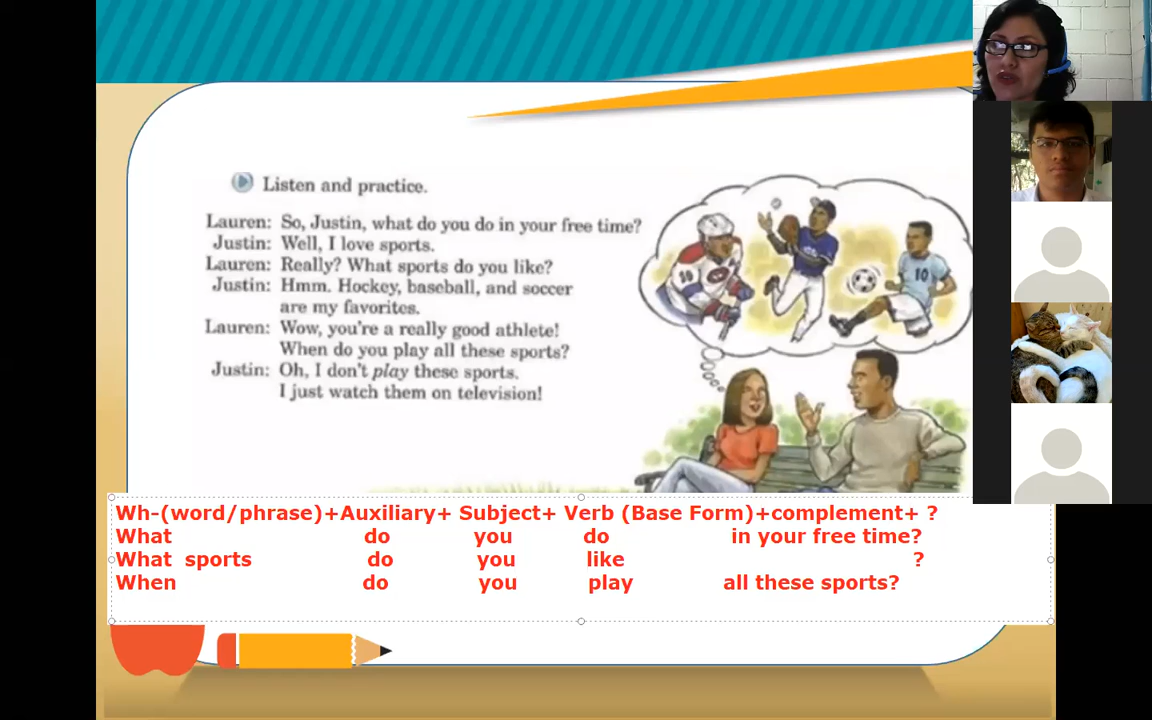 Listen and practice.
Lauren: So, Justin, what do you do in your free time?
Justin: Well, I love sports.
Lauren: Really? What sports do you like?
Justin: Hmm. Hockey, baseball, and soccer
are my favorites.
Lauren: Wow, you're a really good athlete!
When do you play all these sports?
Justin: Oh, I don't play these sports.
I just watch them on television!
10
10
Wh-(word/phrase)+Auxiliary+ Subject+ Verb (Base Form)+complement+ ?
What do you do in your free time?
What sports do you like ?
When do you play all these sports?